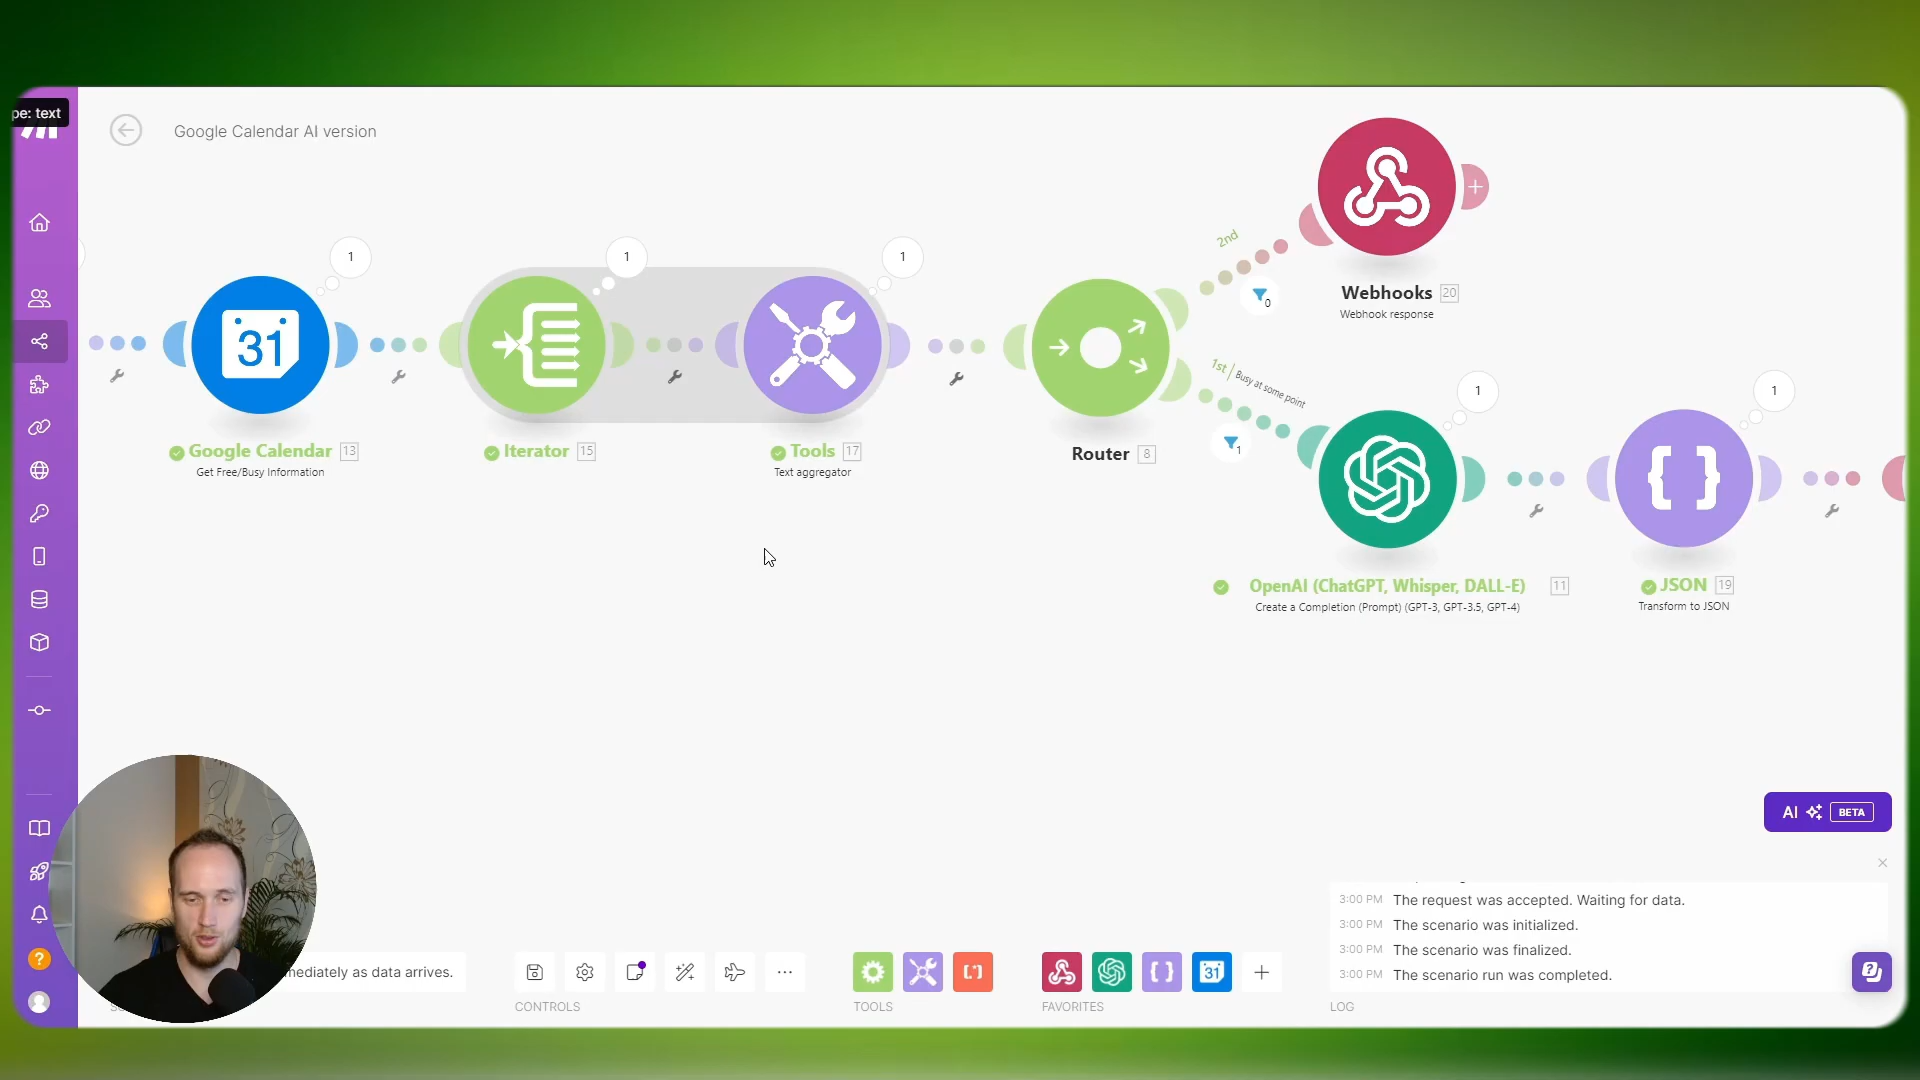 pe: text
Google Calendar AI version
1
1
1
2nd
0
Webhooks 20
Webhook response
31
1st | Busy at some point
1
1
1
Google Calendar 13
Get Free/Busy Information
Iterator 15
Tools 17
Text aggregator
Router 8
OpenAI (ChatGPT, Whisper, DALL-E) 11
Create a Completion (Prompt) (GPT-3, GPT-3.5, GPT-4)
JSON 19
Transform to JSON
AI BETA
3:00 PM The request was accepted. Waiting for data.
3:00 PM The scenario was initialized.
3:00 PM The scenario was finalized.
3:00 PM The scenario run was completed.
mediately as data arrives.
31
CONTROLS
TOOLS
FAVORITES
LOG